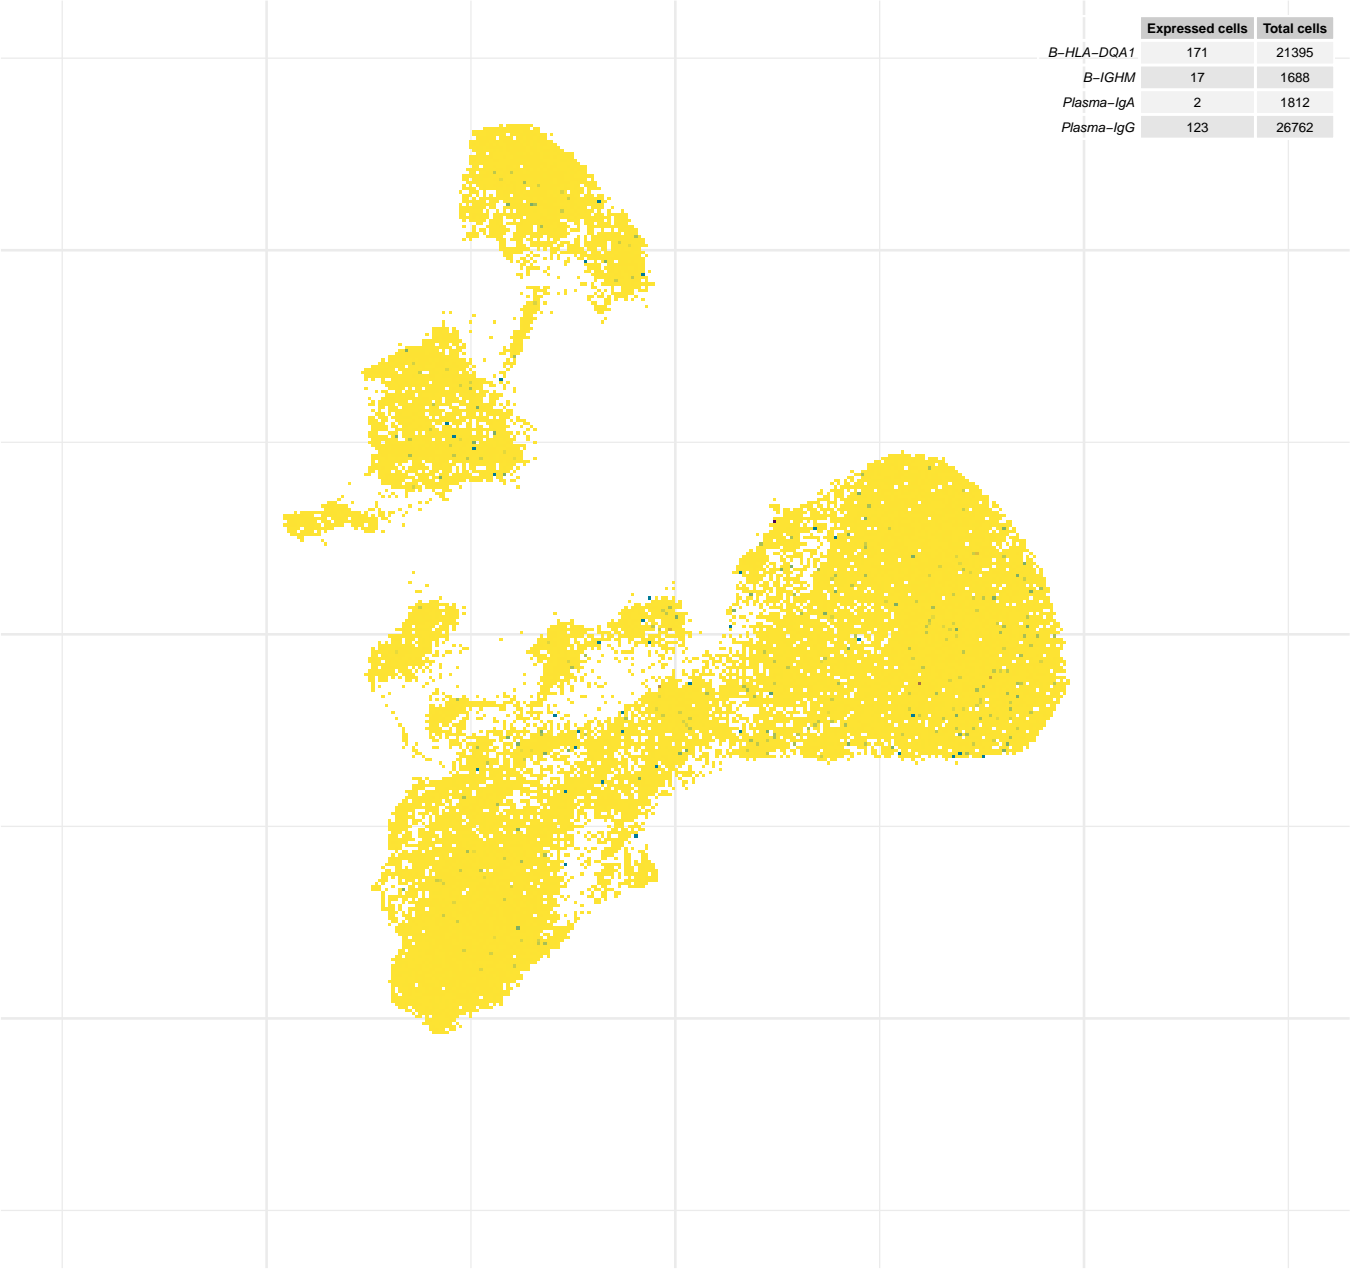 Expressed cells Total cells
B−HLA−DQA1 171 21395
B−IGHM 17 1688
Plasma−IgA 2 1812
Plasma−IgG 123 26762